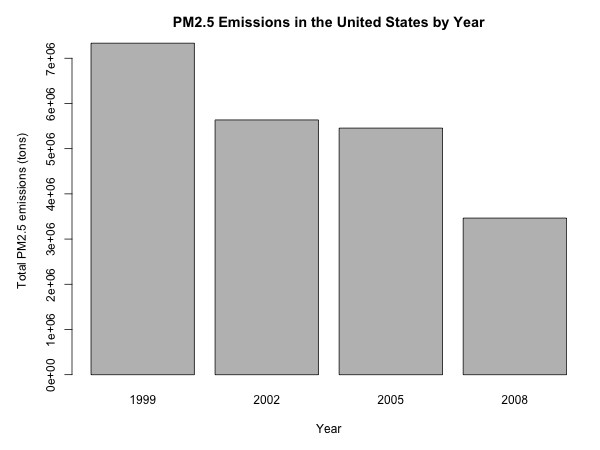 PM2.5 Emissions in the United States by Year
Total PM2.5 emissions (tons)
7e+06
6e+06
5e+06
4e+06
3e+06
2e+06
1e+06
0e+00
1999 2002 2005 2008
Year